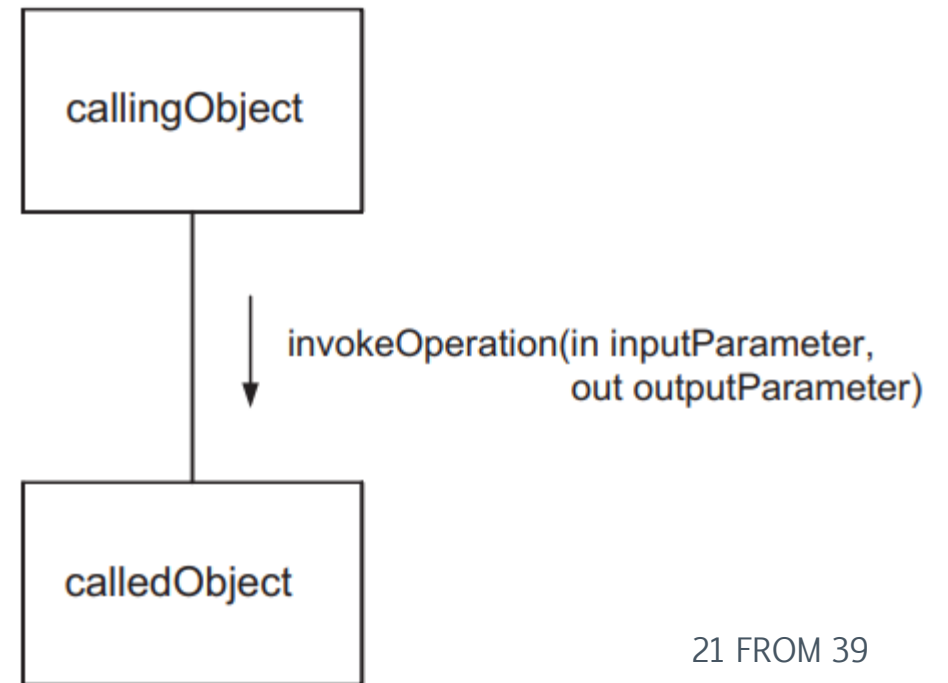 callingObject
invokeOperation(in inputParameter,
out outputParameter)
calledObject
21 FROM 39